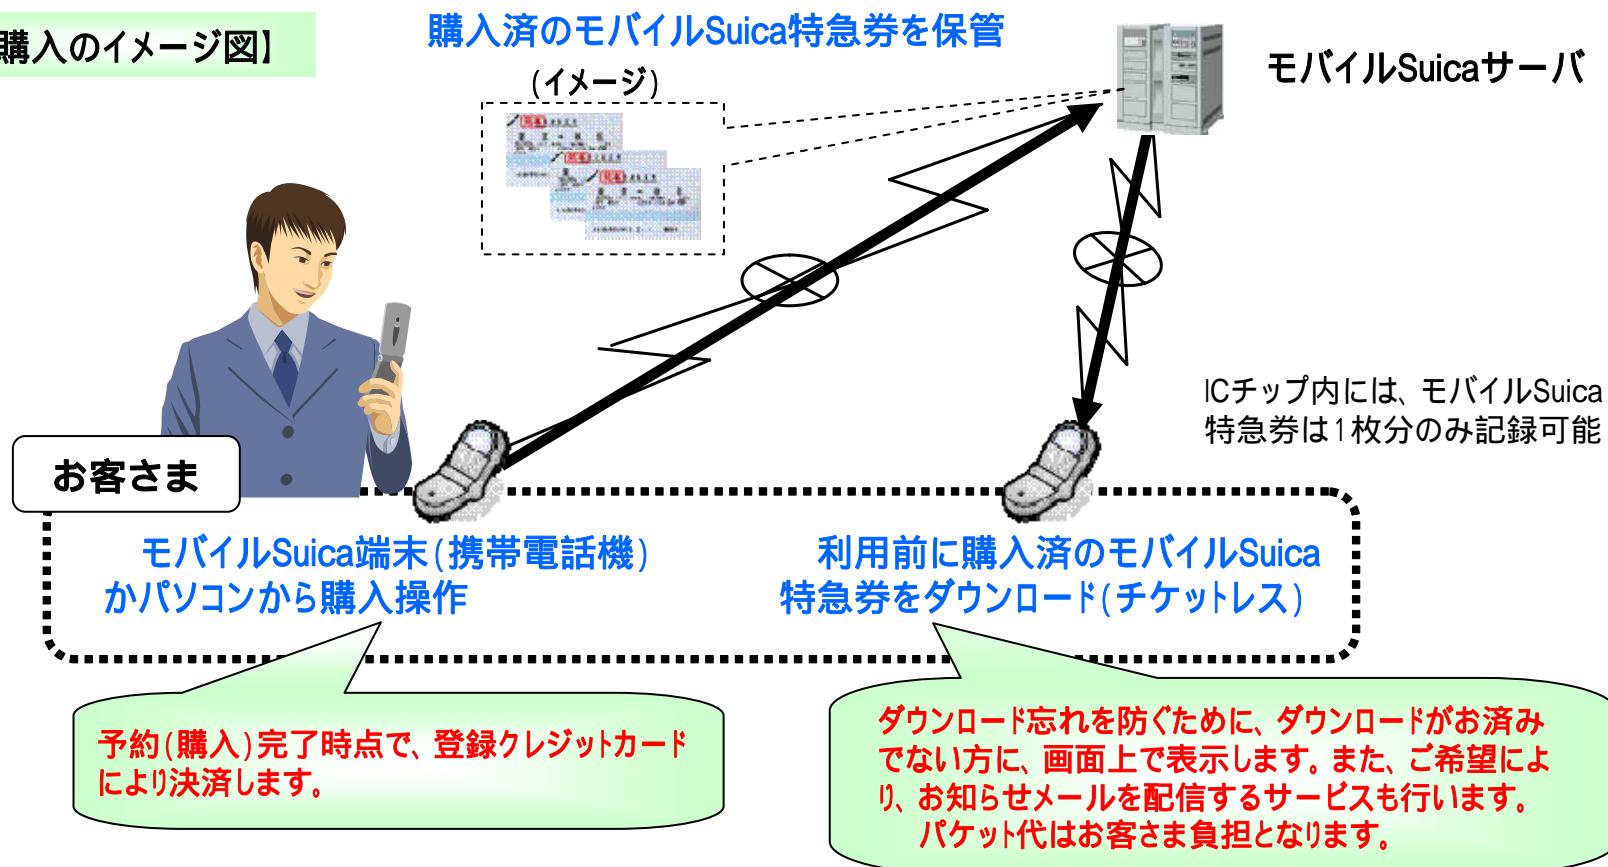 購入のイメージ図】
購入済のモバイルSuica特急券を保管
(イメージ)
モバイルSuicaサーバ
ICチップ内には、モバイルSuica
特急券は1枚分のみ記録可能
お客さま
モバイルSuica端末(携帯電話機)
かパソコンから購入操作
利用前に購入済のモバイルSuica
特急券をダウンロード(チケットレス)
予約(購入)完了時点で、登録クレジットカード
により決済します。
ダウンロード忘れを防ぐために、ダウンロードがお済み
でない方に、画面上で表示します。また、ご希望によ
り、お知らせメールを配信するサービスも行います。
パケット代はお客さま負担となります。